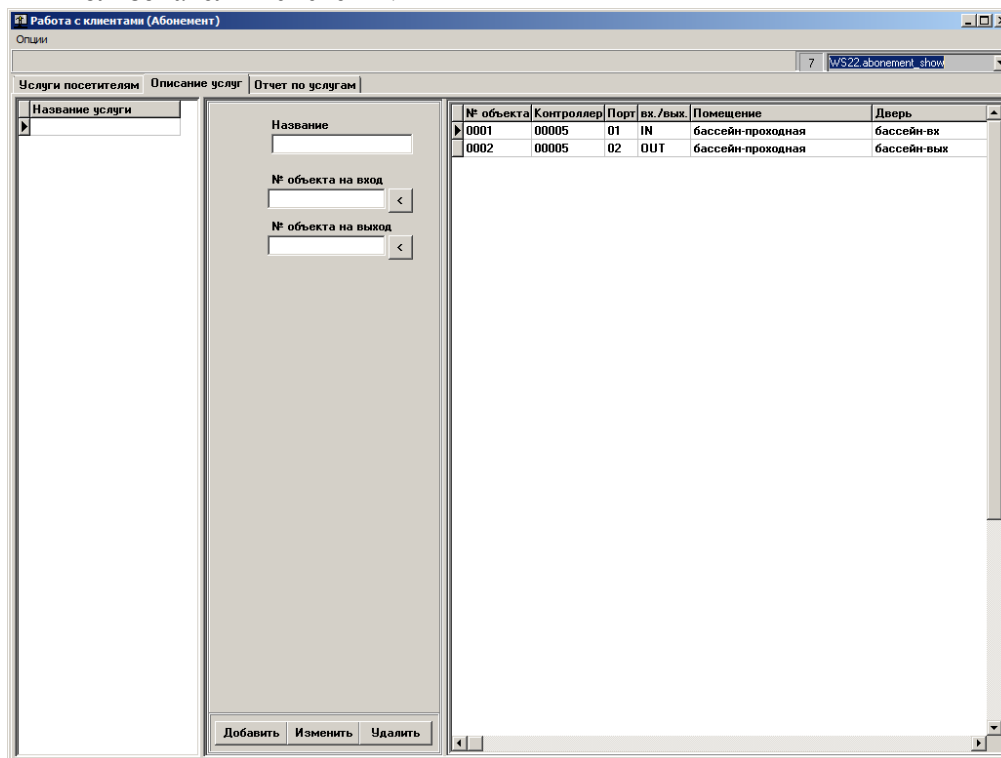 Работа с клиентами (Абонемент)
Опции
7 WS22.abonement_show
Услуги посетителям Описание услуг Отчет по услугам
Название услуги
Название
№ объекта на вход
<
№ объекта на выход
<
Добавить Изменить Удалить
№ объекта Контроллер Порт вх./вых. Помещение Дверь
0001 00005 01 IN бассейн-проходная бассейн-вх
0002 00005 02 OUT бассейн-проходная бассейн-вых